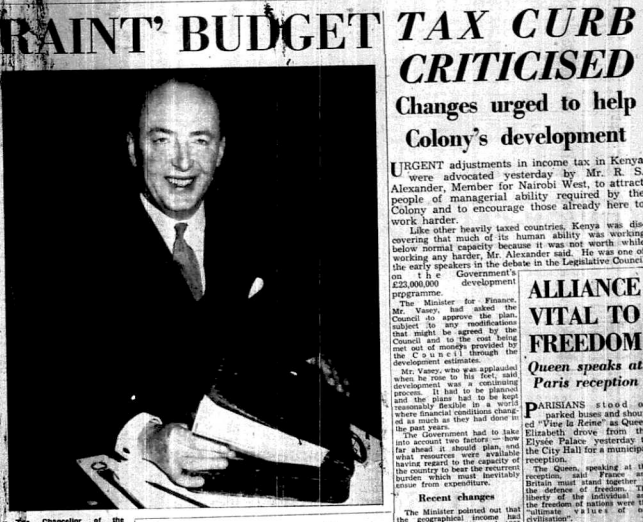 RAINT' BUDGET
TAX CURB
CRITICISED
Changes urged to help
Colony's development
URGENT adjustments in income tax in Kenya
were advocated yesterday by Mr. R. S.
Alexander, Member for Nairobi West, to attract
people of managerial ability required by the
Colony and to encourage those already here to
work harder.
Like other heavily taxed countries, Kenya was dis-
covering that much of its human ability was working
below normal capacity because it was not worth while
working any harder, Mr. Alexander said. He was one of
the early speakers in the debate in the Legislative Council
on the Government's
£23,000,000 development
programme.
The Minister for Finance,
Mr. Vasey, had asked the
Council to approve the plan,
subject to any modifications
that might be agreed by the
Council and to the cost being
met out of moneys provided by
the Council through the
development estimates.
Mr. Vasey, who was applauded
when he rose to his feet, said
development was a continuing
process. It had to be planned
and the plans had to be kept
reasonably flexible in a world
where financial conditions chang-
ed as much as they had done in
the past years.
The Government had to take
into account two factors — how
far ahead it should plan, and
what resources were available
having regard to the capacity of
the country to bear the recurrent
burden which must inevitably
ensue from expenditure.
Recent changes
The Minister pointed out that
the geographical income had
ALLIANCE
VITAL TO
FREEDOM
Queen speaks at
Paris reception
PARISIANS stood o
parked buses and shou
ed "Vive la Reine" as Quee
Elizabeth drove from th
Elysée Palace yesterday t
the City Hall for a municipa
reception.
The Queen, speaking at
reception, said France a
Britain must stand together
the defence of freedom.
liberty of the individual
the freedom of nations were
"ultimate values of
civilisation."
Chancellor of the